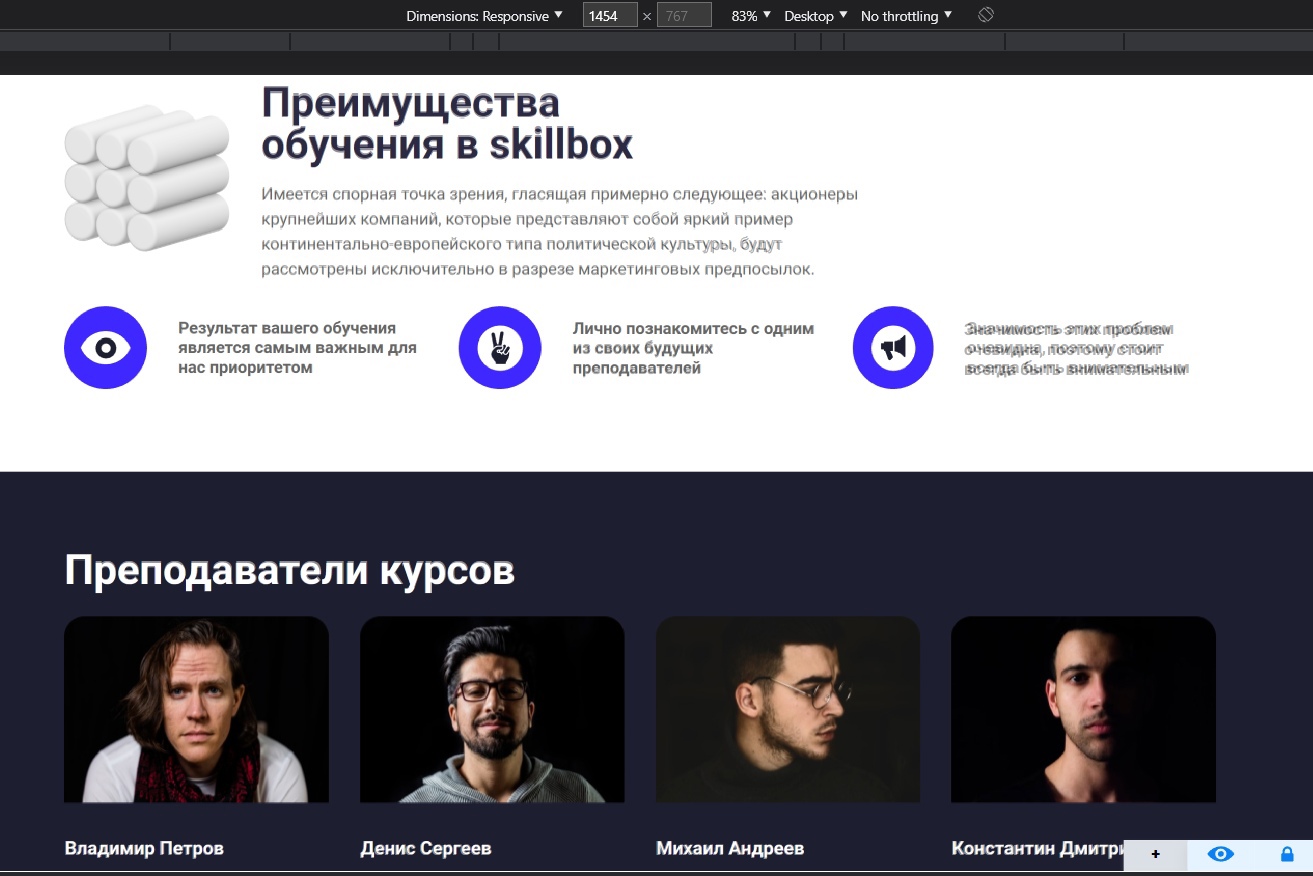 Dimensions: Responsive ▼ 1454 × 767 83% ▼ Desktop ▼ No throttling ▼
Преимущества
обучения в skillbox
Имеется спорная точка зрения, гласящая примерно следующее: акционеры
крупнейших компаний, которые представляют собой яркий пример
континентально-европейского типа политической культуры, будут
рассмотрены исключительно в разрезе маркетинговых предпосылок.
Результат вашего обучения
является самым важным для
нас приоритетом
Лично познакомитесь с одним
из своих будущих
преподавателей
Значимость этих проблем
очевидна, поэтому стоит
всегда быть внимательным
Преподаватели курсов
Владимир Петров
Денис Сергеев
Михаил Андреев
Константин Дмитри
+